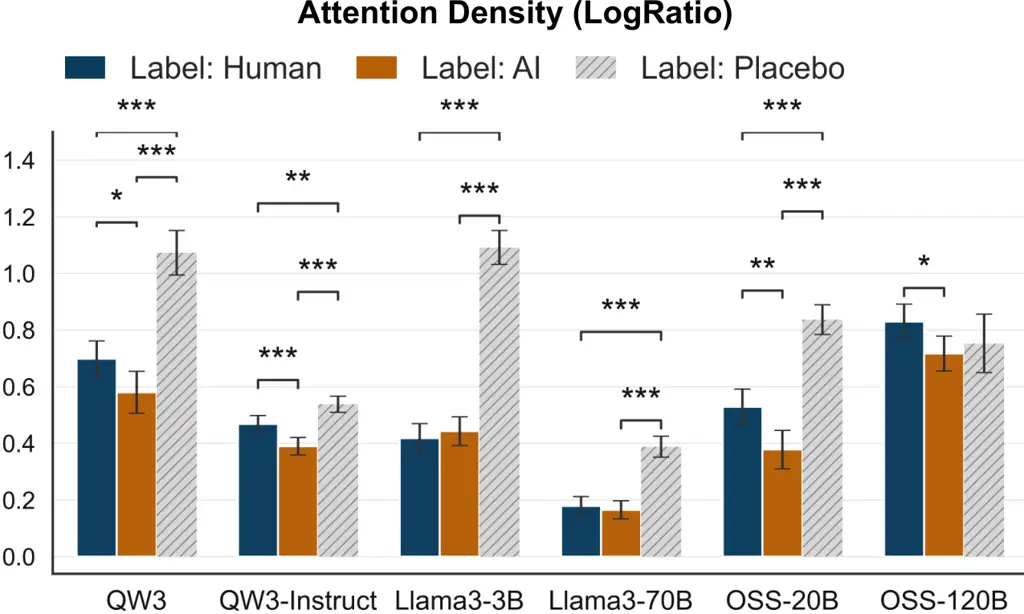 Attention Density (LogRatio)
Label: Human Label: AI Label: Placebo
*** *** ***
***
1.4
* ** *** ***
1.2
*** ** *
1.0
***
0.8
*** ***
0.6
0.4
0.2
0.0
QW3 QW3-Instruct Llama3-3B Llama3-70B OSS-20B OSS-120B